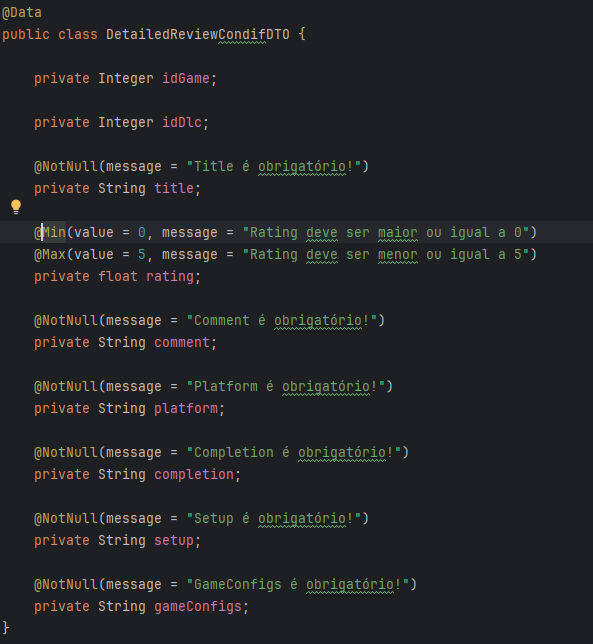 @Data
public class DetailedReviewCondifDTO {
private Integer idGame;
private Integer idDlc;
@NotNull(message = "Title é obrigatório!")
private String title;
@Min(value = 0, message = "Rating deve ser maior ou igual a 0")
@Max(value = 5, message = "Rating deve ser menor ou igual a 5")
private float rating;
@NotNull(message = "Comment é obrigatório!")
private String comment;
@NotNull(message = "Platform é obrigatório!")
private String platform;
@NotNull(message = "Completion é obrigatório!")
private String completion;
@NotNull(message = "Setup é obrigatório!")
private String setup;
@NotNull(message = "GameConfigs é obrigatório!")
private String gameConfigs;
}